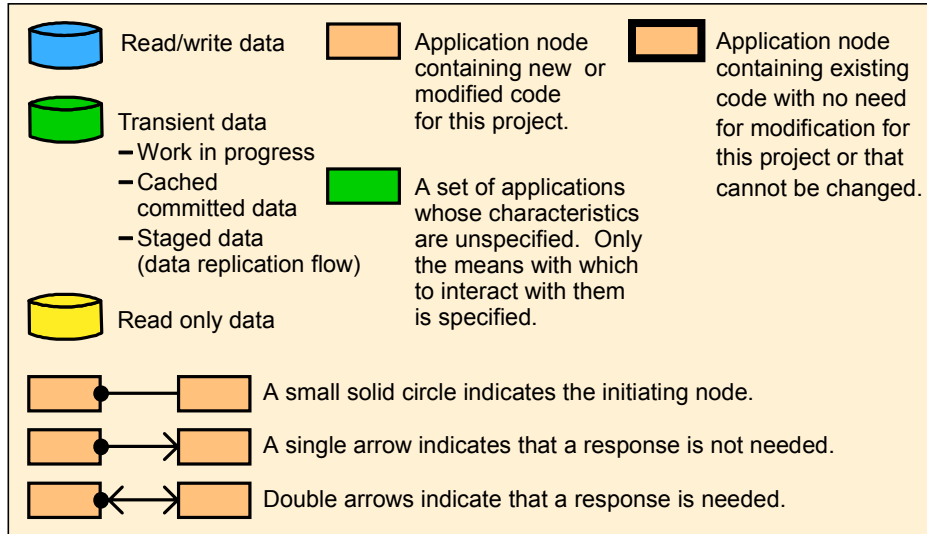 Read/write data
Transient data
– Work in progress
– Cached
committed data
– Staged data
(data replication flow)
Read only data
Application node
containing new or
modified code
for this project.
A set of applications
whose characteristics
are unspecified. Only
the means with which
to interact with them
is specified.
Application node
containing existing
code with no need
for modification for
this project or that
cannot be changed.
A small solid circle indicates the initiating node.
A single arrow indicates that a response is not needed.
Double arrows indicate that a response is needed.